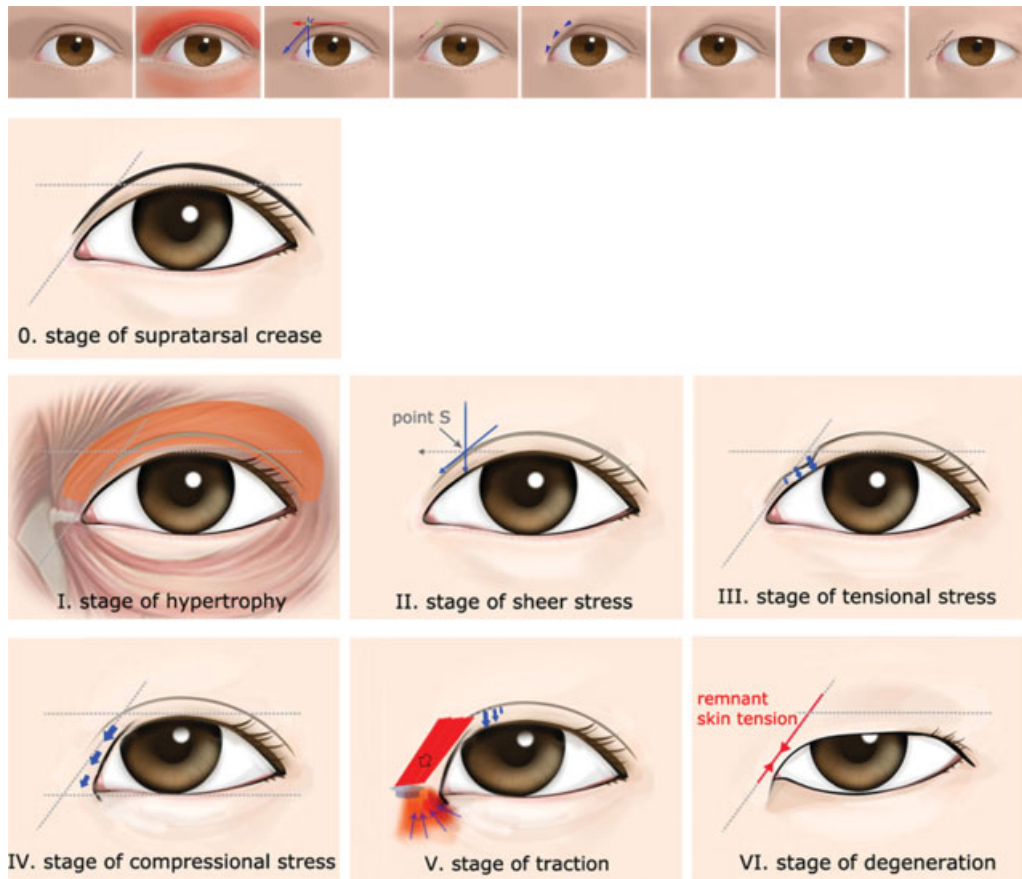 0. stage of supratarsal crease
I. stage of hypertrophy
point S
II. stage of sheer stress
III. stage of tensional stress
IV. stage of compressional stress
V. stage of traction
remnant
skin tension
VI. stage of degeneration